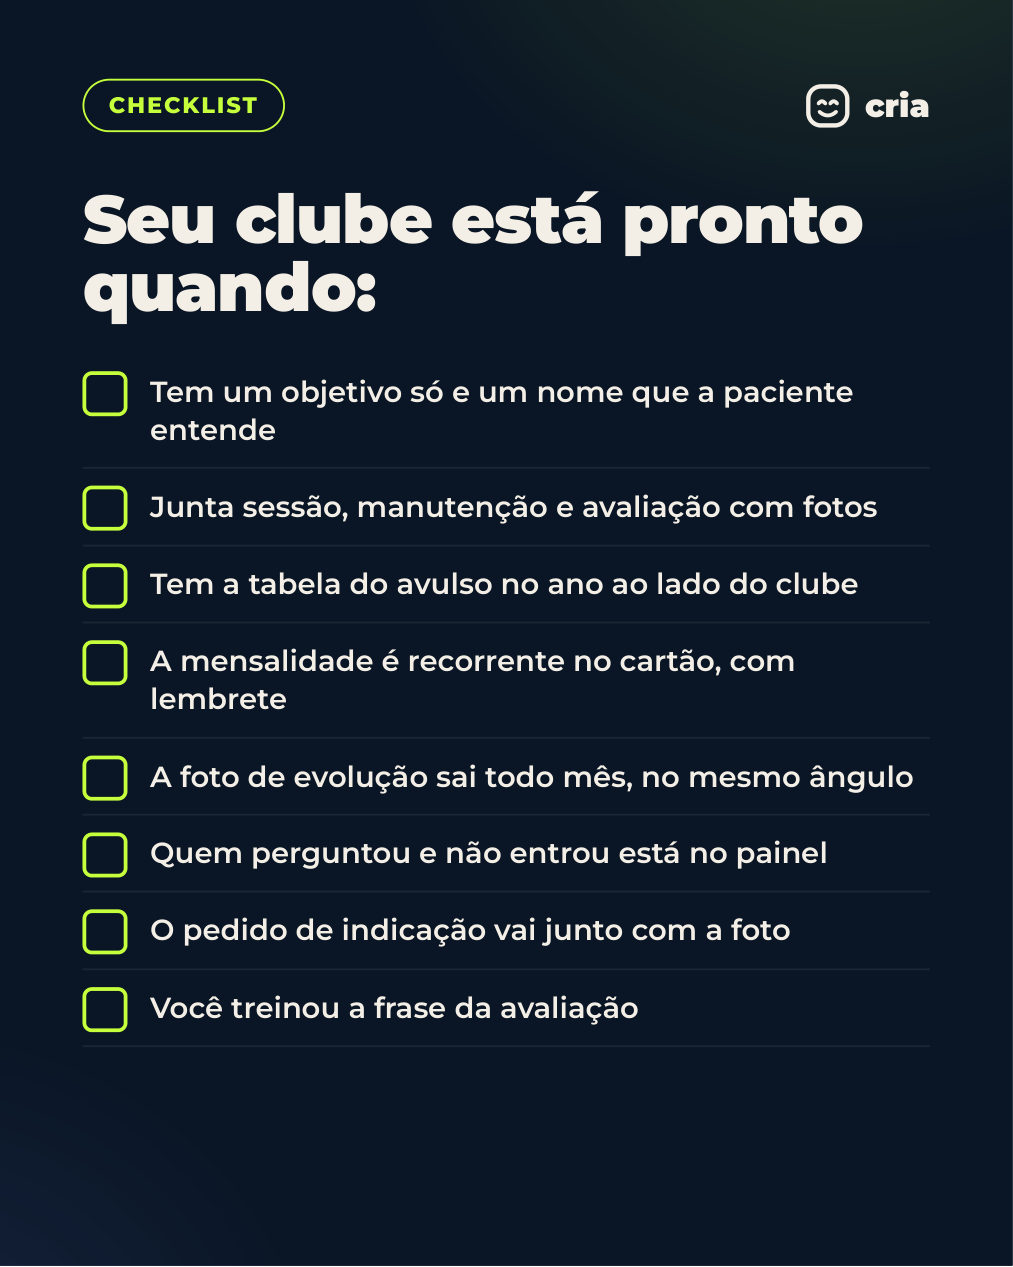 CHECKLIST
cria
Seu clube está pronto
quando:
Tem um objetivo só e um nome que a paciente
entende
Junta sessão, manutenção e avaliação com fotos
Tem a tabela do avulso no ano ao lado do clube
A mensalidade é recorrente no cartão, com
lembrete
A foto de evolução sai todo mês, no mesmo ângulo
Quem perguntou e não entrou está no painel
O pedido de indicação vai junto com a foto
Você treinou a frase da avaliação